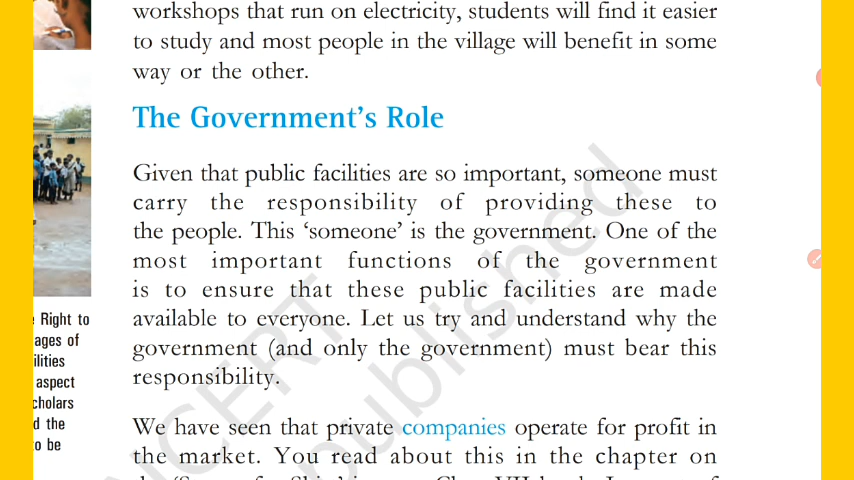 workshops that run on electricity, students will find it easier
to study and most people in the village will benefit in some
way or the other.
The Government's Role
Given that public facilities are so important, someone must
carry the responsibility of providing these to
the people. This 'someone' is the government. One of the
most important functions of the government
is to ensure that these public facilities are made
available to everyone. Let us try and understand why the
government (and only the government) must bear this
responsibility.
We have seen that private companies operate for profit in
the market. You read about this in the chapter on
Right to
ages of
ilities
aspect
cholars
d the
o be
NCERT
published